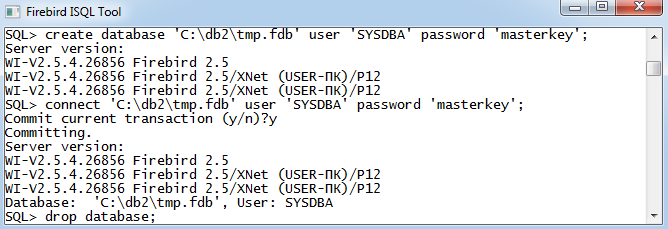 Firebird ISQL Tool
SQL> create database 'C:\db2\tmp.fdb' user 'SYSDBA' password 'masterkey';
Server version:
WI-V2.5.4.26856 Firebird 2.5
WI-V2.5.4.26856 Firebird 2.5/XNet (USER-ПК)/P12
WI-V2.5.4.26856 Firebird 2.5/XNet (USER-ПК)/P12
SQL> connect 'C:\db2\tmp.fdb' user 'SYSDBA' password 'masterkey';
Commit current transaction (y/n)?y
Committing.
Server version:
WI-V2.5.4.26856 Firebird 2.5
WI-V2.5.4.26856 Firebird 2.5/XNet (USER-ПК)/P12
WI-V2.5.4.26856 Firebird 2.5/XNet (USER-ПК)/P12
Database:  'C:\db2\tmp.fdb', User: SYSDBA
SQL> drop database;